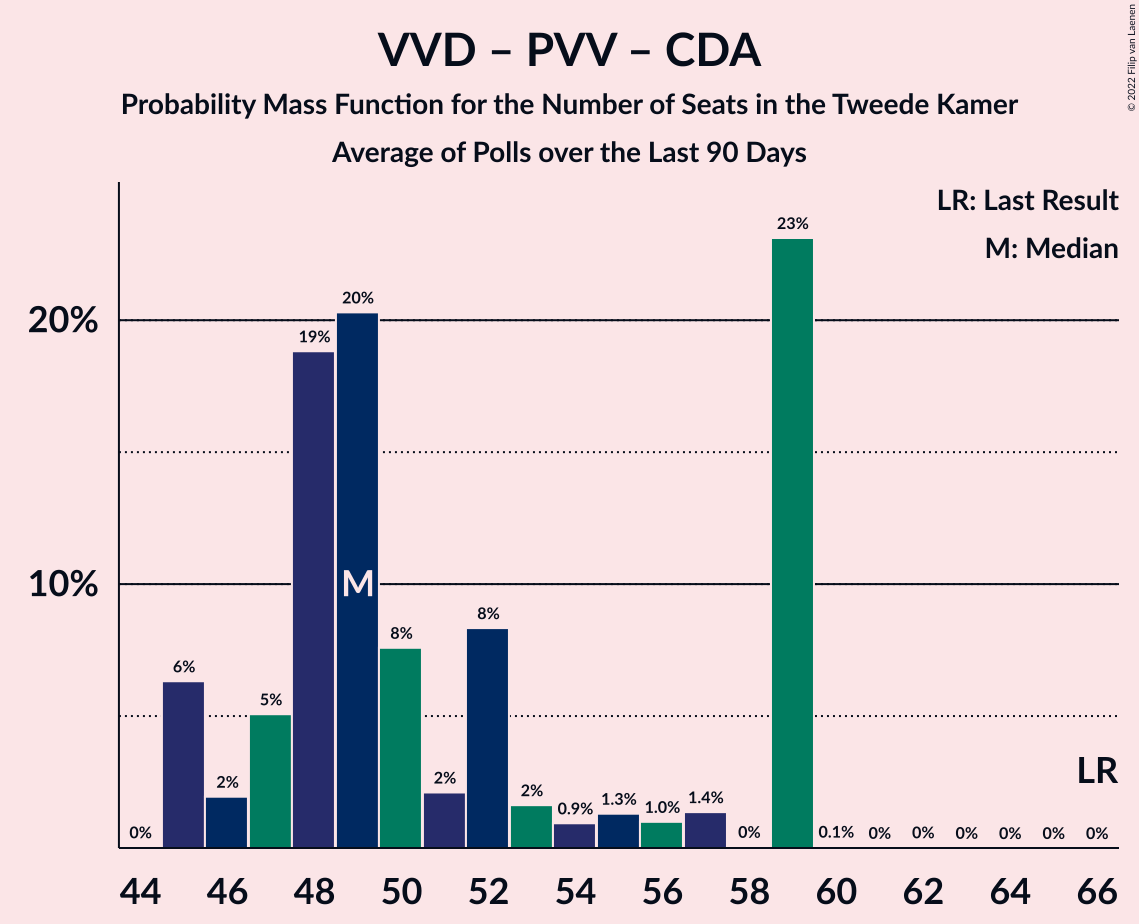 VVD – PVV – CDA
Probability Mass Function for the Number of Seats in the Tweede Kamer
Average of Polls over the Last 90 Days
© 2022 Filip van Laenen
LR: Last Result
M: Median
20%
10%
0%
6%
2%
5%
19%
20%
8%
2%
8%
2%
0.9%
1.3%
1.0%
1.4%
0%
23%
0.1%
0%
0%
0%
0%
0%
0%
M
LR
44 46 48 50 52 54 56 58 60 62 64 66